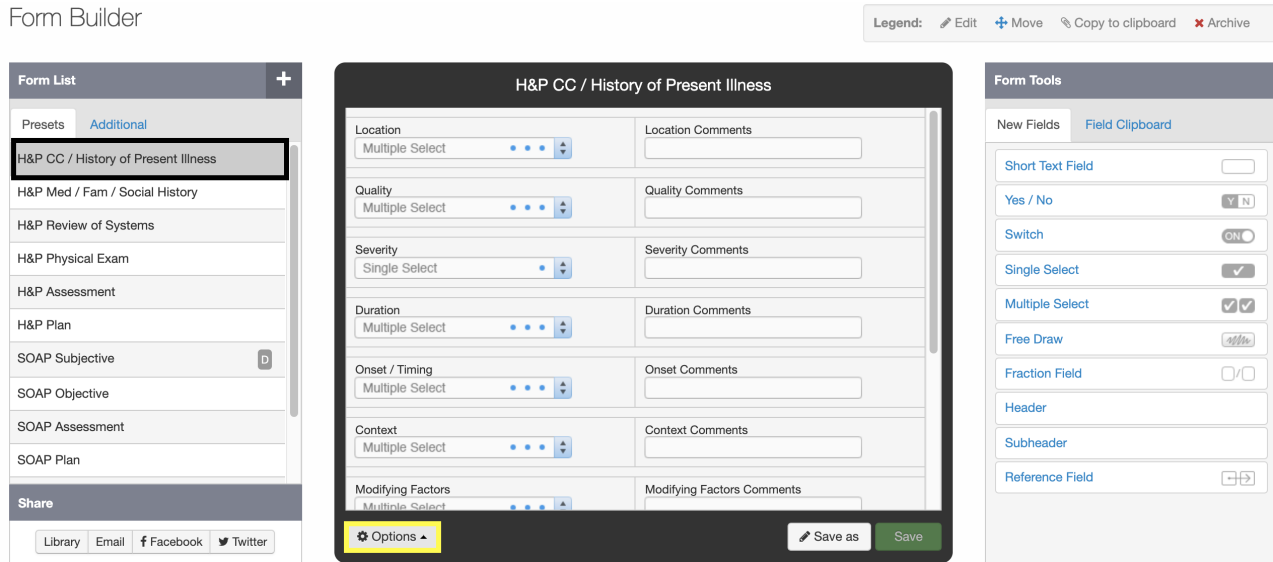 Form Builder
Legend: Edit Move Copy to clipboard Archive
Form List +
Presets Additional
H&P CC / History of Present Illness
H&P Med / Fam / Social History
H&P Review of Systems
H&P Physical Exam
H&P Assessment
H&P Plan
SOAP Subjective D
SOAP Objective
SOAP Assessment
SOAP Plan
Share
Library Email Facebook Twitter
H&P CC / History of Present Illness
Location Location Comments
Multiple Select
Quality Quality Comments
Multiple Select
Severity Severity Comments
Single Select
Duration Duration Comments
Multiple Select
Onset / Timing Onset Comments
Multiple Select
Context Context Comments
Multiple Select
Modifying Factors Modifying Factors Comments
Multiple Select
Options Save as Save
Form Tools
New Fields Field Clipboard
Short Text Field
Yes / No Y N
Switch ON
Single Select
Multiple Select
Free Draw
Fraction Field /
Header
Subheader
Reference Field